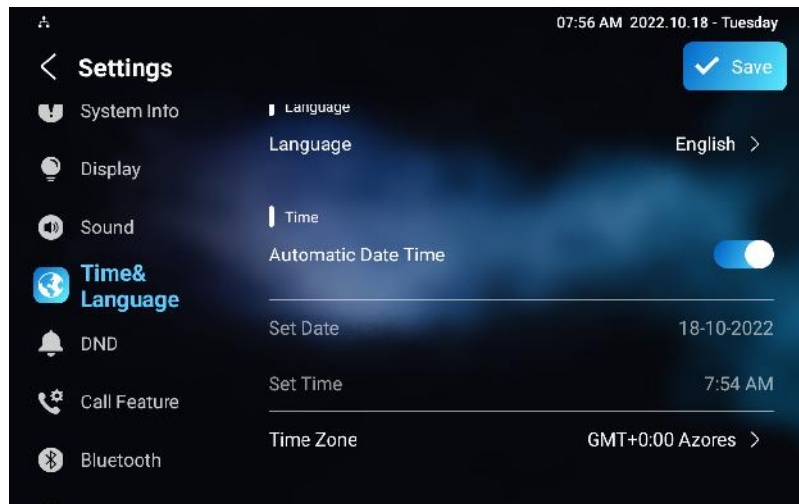 07:56 AM 2022.10.18 - Tuesday
Settings
Save
System Info
Display
Sound
Time&
Language
DND
Call Feature
Bluetooth
Language
Language
English >
Time
Automatic Date Time
Set Date
18-10-2022
Set Time
7:54 AM
Time Zone
GMT+0:00 Azores >